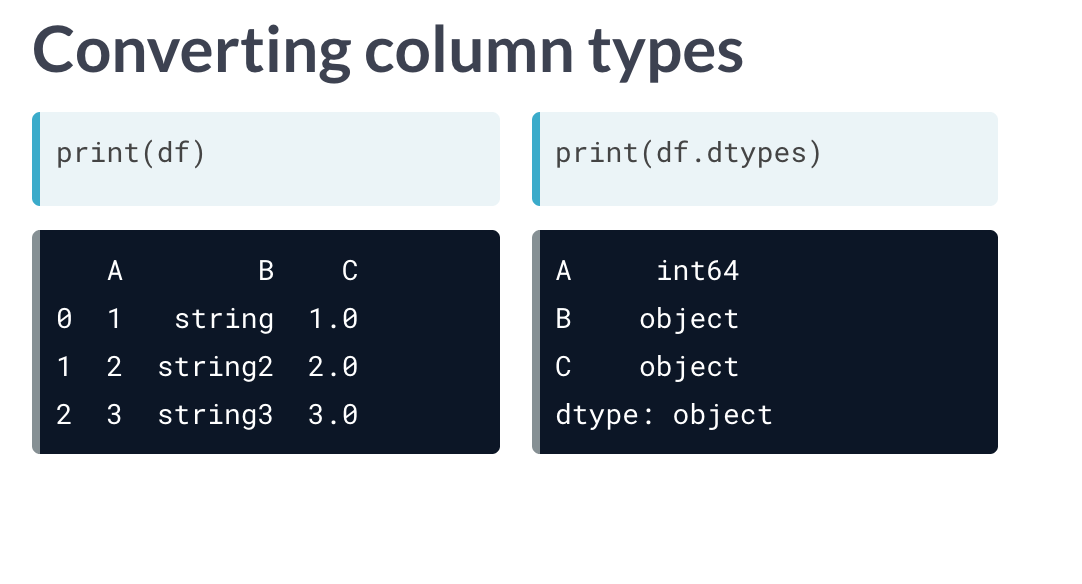 Converting column types
print(df)
print(df.dtypes)
   A        B    C
0  1   string  1.0
1  2  string2  2.0
2  3  string3  3.0
A     int64
B    object
C    object
dtype: object